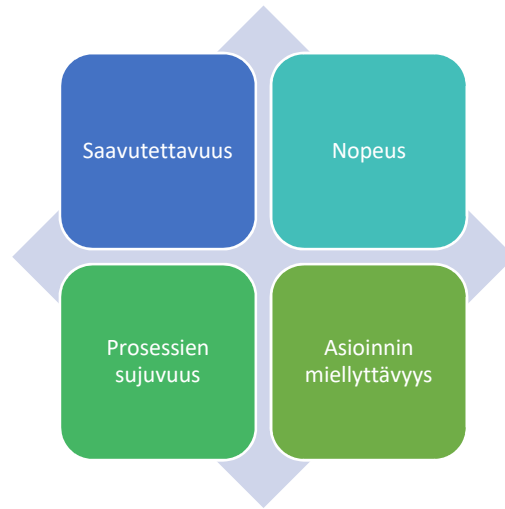 Saavutettavuus
Nopeus
Prosessien
sujuvuus
Asioinnin
miellyttävyys